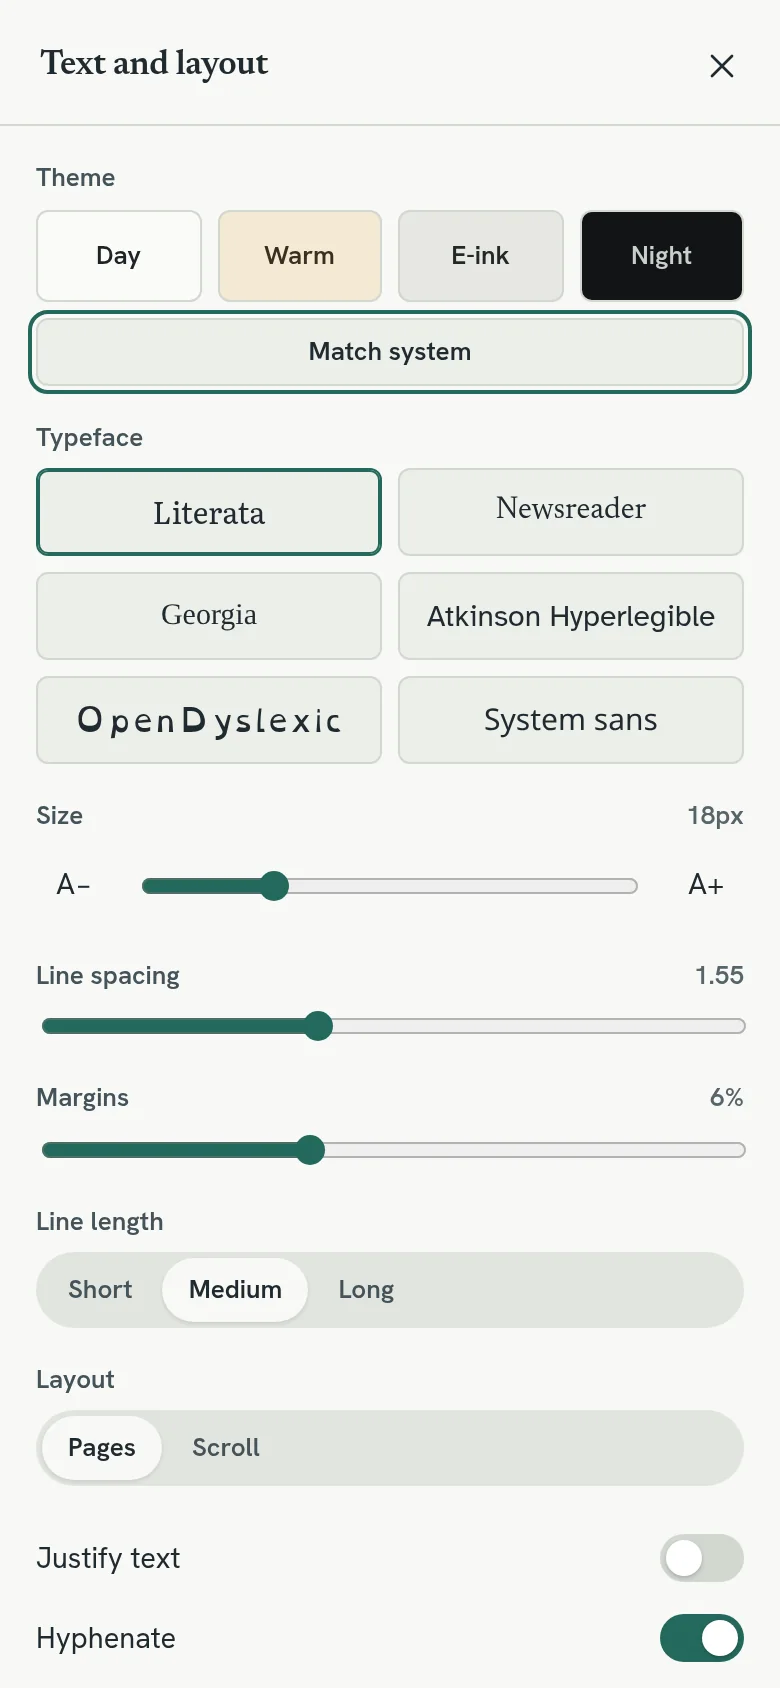 Text and layout
Theme
Day
Warm
E-ink
Night
Match system
Typeface
Literata
Newsreader
Georgia
Atkinson Hyperlegible
OpenDyslexic
System sans
Size 18px
A− A+
Line spacing 1.55
Margins 6%
Line length
Short Medium Long
Layout
Pages Scroll
Justify text
Hyphenate